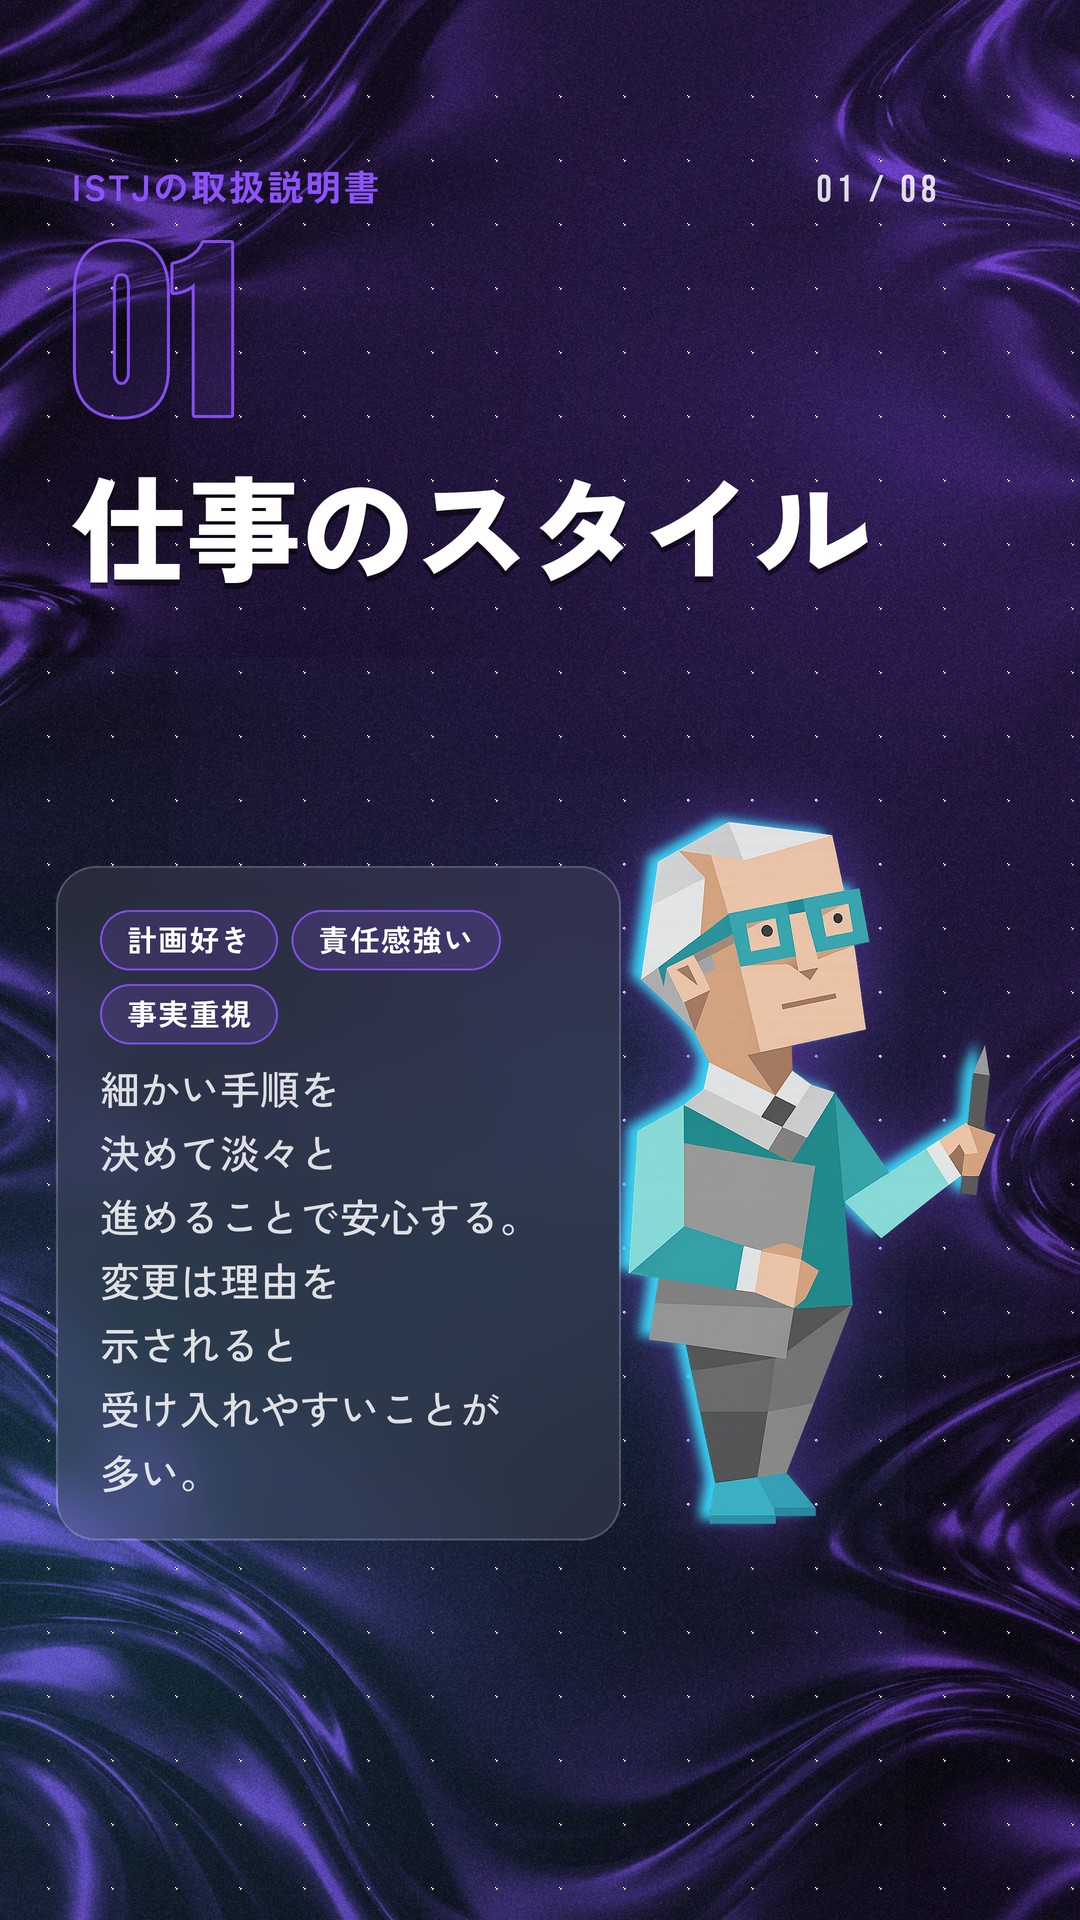 ISTJの取扱説明書
01 / 08
01
仕事のスタイル
計画好き
責任感強い
事実重視
細かい手順を
決めて淡々と
進めることで安心する。
変更は理由を
示されると
受け入れやすいことが
多い。